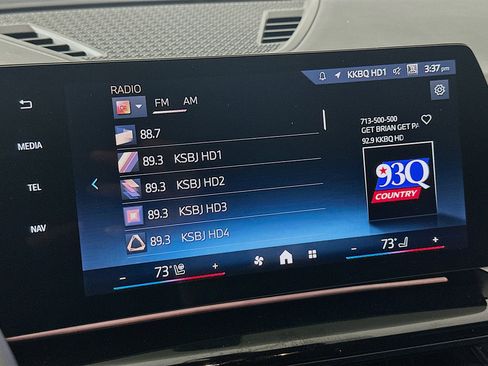 KKBQ HD1 3:37 pm
RADIO
FM AM
MEDIA
TEL
NAV
88.7
89.3 KSBJ HD1
89.3 KSBJ HD2
89.3 KSBJ HD3
89.3 KSBJ HD4
713-500-500
GET BRIAN GET PA
92.9 KKBQ HD
93Q
COUNTRY
- 73° +
- 73° +